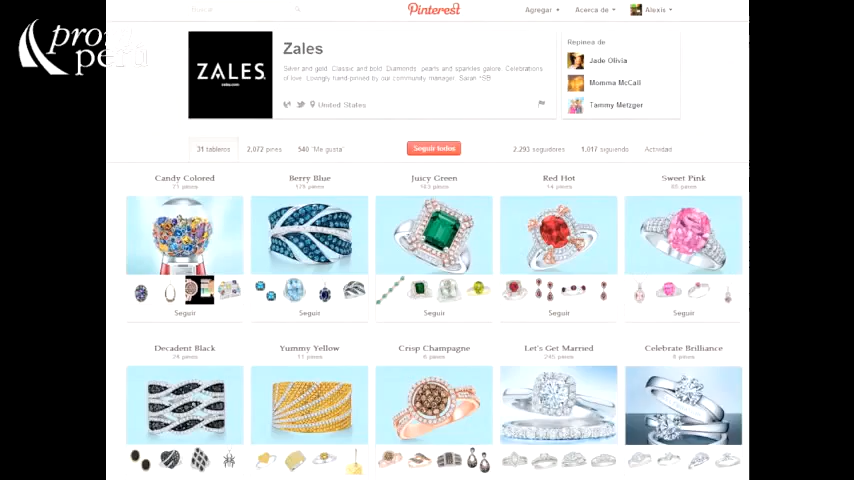 Buscar
Pinterest
Agregar
Acerca de
Alexis
ZALES
zales.com
Zales
Silver and gold. Classic and bold. Diamonds, pearls and sparkles galore. Celebrations
of love. Lovingly hand-pinned by our community manager. Sarah *SB
United States
Repinea de
Jade Olivia
Momma McCall
Tammy Metzger
31 tableros
2,072 pines
540 "Me gusta"
Seguir todos
2,293 seguidores
1,017 siguiendo
Actividad
Candy Colored
71 pines
Berry Blue
Juicy Green
Red Hot
14 pines
Sweet Pink
Seguir
Seguir
Seguir
Seguir
Seguir
Decadent Black
Yummy Yellow
11 pines
Crisp Champagne
6 pines
Let's Get Married
245 pines
Celebrate Brilliance
8 pines